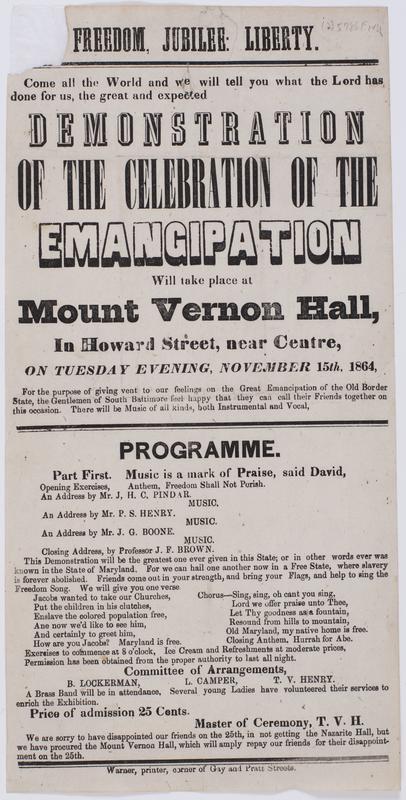 FREEDOM, JUBILEE: LIBERTY.
Come all the World and we will tell you what the Lord has
done for us, the great and expected
DEMONSTRATION
OF THE CELEBRATION OF THE
EMANGIPATION
Will take place at
Mount Vernon Hall,
In Howard Street, near Centre,
ON TUESDAY EVENING, NOVEMBER 15th, 1864,
For the purpose of giving vent to our feelings on the Great Emancipation of the Old Border
State, the Gentlemen of South Baltimore feel happy that they can call their Friends together on
this occasion. There will be Music of all kinds, both Instrumental and Vocal,
PROGRAMME.
Part First. Music is a mark of Praise, said David,
Opening Exercises, Anthem, Freedom Shall Not Perish.
An Address by Mr. J. H. C. PINDAR.
MUSIC.
An Address by Mr. P. S. HENRY.
MUSIC.
An Address by Mr. J. G. BOONE.
MUSIC.
Closing Address, by Professor J. F. BROWN.
This Demonstration will be the greatest one ever given in this State; or in other words ever was
known in the State of Maryland. For we can hail one another now in a Free State, where slavery
is forever abolished. Friends come out in your strength, and bring your Flags, and help to sing the
Freedom Song. We will give you one verse
Jacobs wanted to take our Churches,
Put the children in his clutches,
Enslave the colored population free,
Ane now we'd like to see him,
And certainly to greet him,
How are you Jacobs? Maryland is free.
Chorus—Sing, sing, oh cant you sing,
Lord we offer praise unto Thee,
Let Thy goodness as a fountain,
Resound from hills to mountain,
Old Maryland, my native home is free.
Closing Anthem, Hurrah for Abe.
Exercises to commence at 8 o'clock, Ice Cream and Refreshments at moderate prices,
Permission has been obtained from the proper authority to last all night.
Committee of Arrangements,
B. LOCKERMAN, L. CAMPER, T. V. HENRY.
A Brass Band will be in attendance, Several young Ladies have volunteered their services to
enrich the Exhibition.
Price of admission 25 Cents.
Master of Ceremony, T. V. H.
We are sorry to have disappointed our friends on the 25th, in not getting the Nazarite Hall, but
we have procured the Mount Vernon Hall, which will amply repay our friends for their disappoint-
ment on the 25th.
Warner, printer, corner of Gay and Pratt Streets.